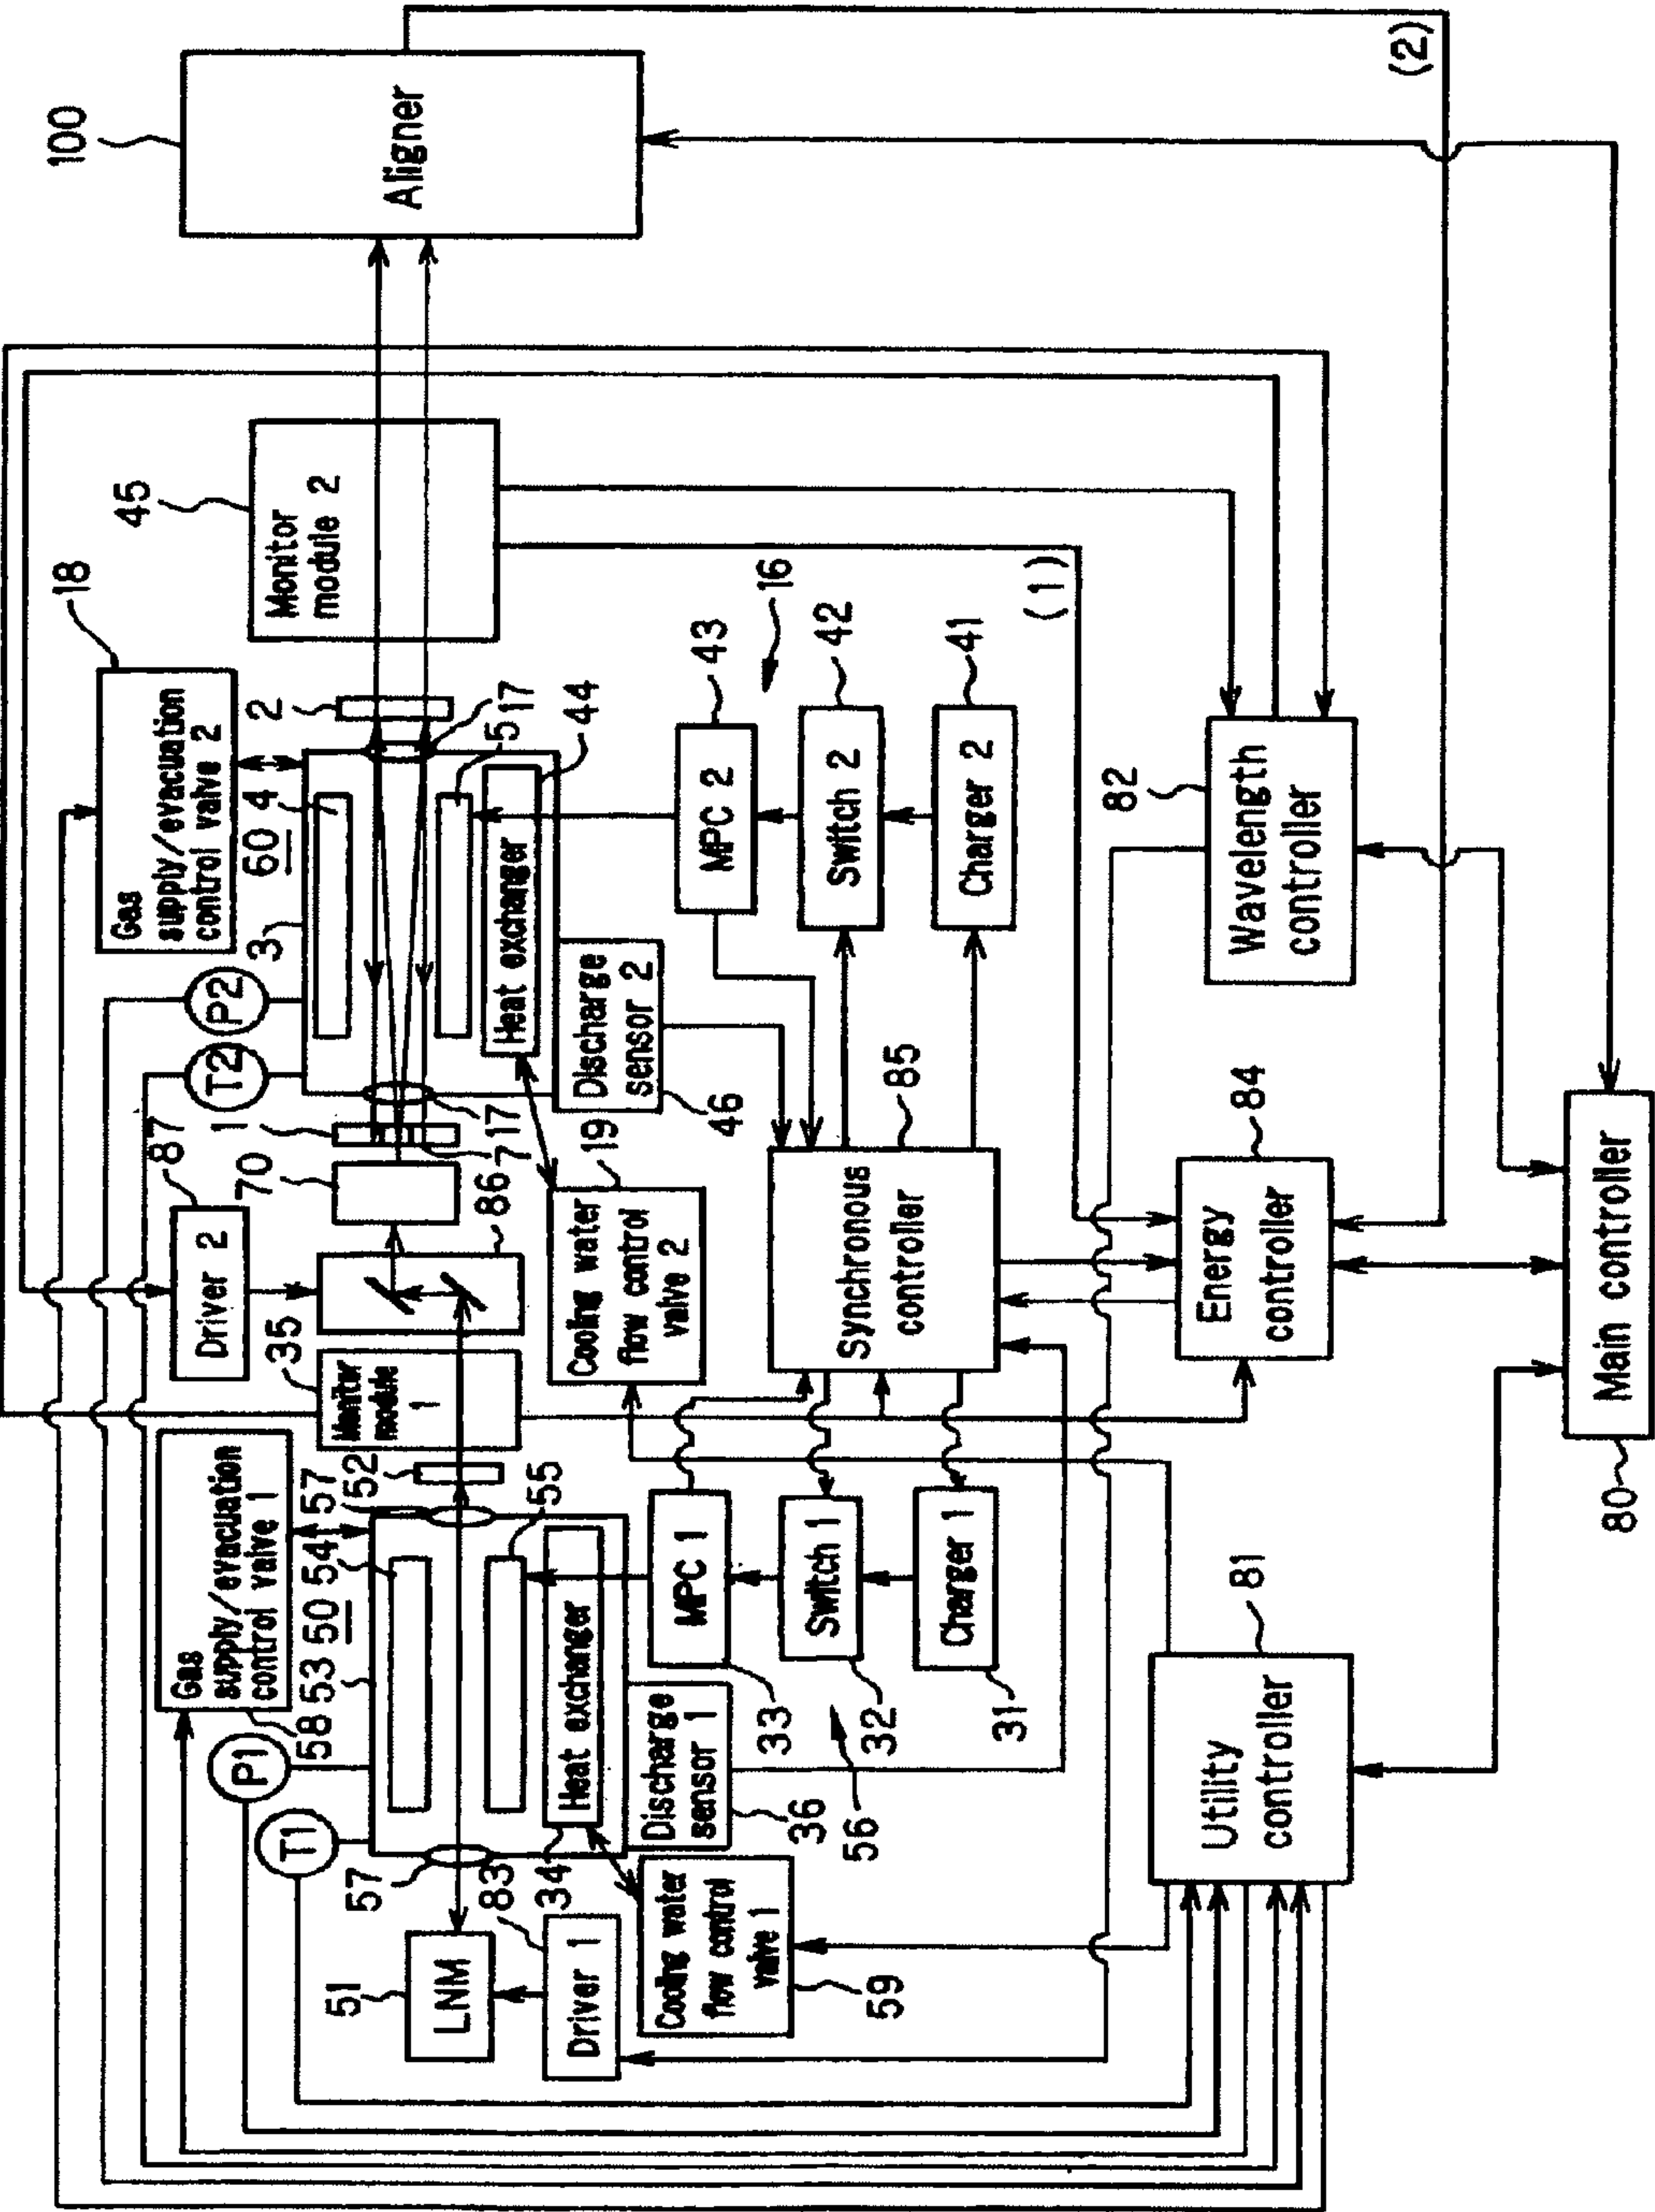 100
Aligner
(2)
45
Monitor
module 2
18
Gas
supply/evacuation
control valve 2
2
17
5
44
4
60
3
Heat exchanger
P2
T2
Discharge
sensor 2
46
43
MPC 2
16
42
Switch 2
41
Charger 2
(1)
82
Wavelength
controller
87
Driver 2
1
70
7
17
86
19
Cooling water
flow control
valve 2
85
Synchronous
controller
84
Energy
controller
Main controller
80
35
Monitor
module
1
Gas
supply/evacuation
control valve 1
58
52
57
55
54
50
53
Heat exchanger
P1
T1
57
34
Discharge
sensor 1
36
MPC 1
33
Switch 1
32
Charger 1
31
56
81
Utility
controller
51
LNM
83
Driver 1
Cooling water
flow control
valve 1
59